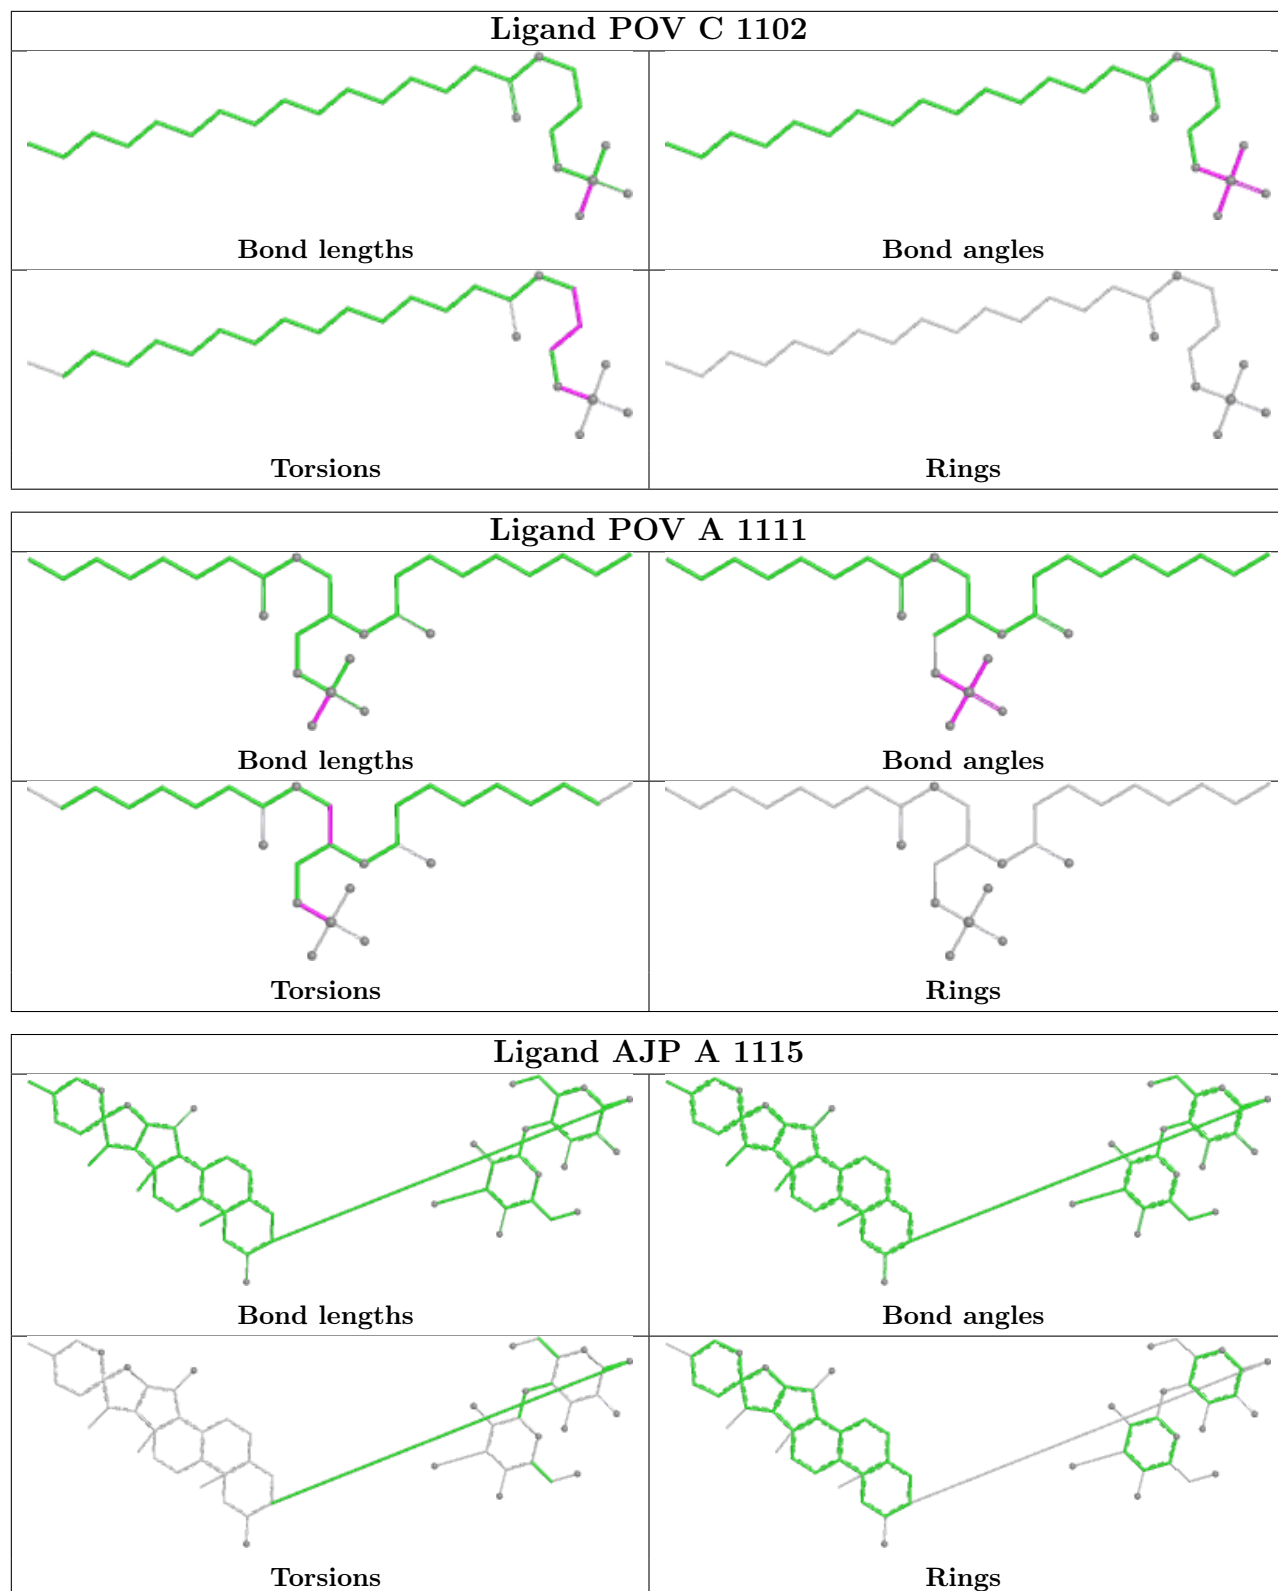 Ligand POV C 1102
Bond lengths
Bond angles
Torsions
Rings
Ligand POV A 1111
Bond lengths
Bond angles
Torsions
Rings
Ligand AJP A 1115
Bond lengths
Bond angles
Torsions
Rings